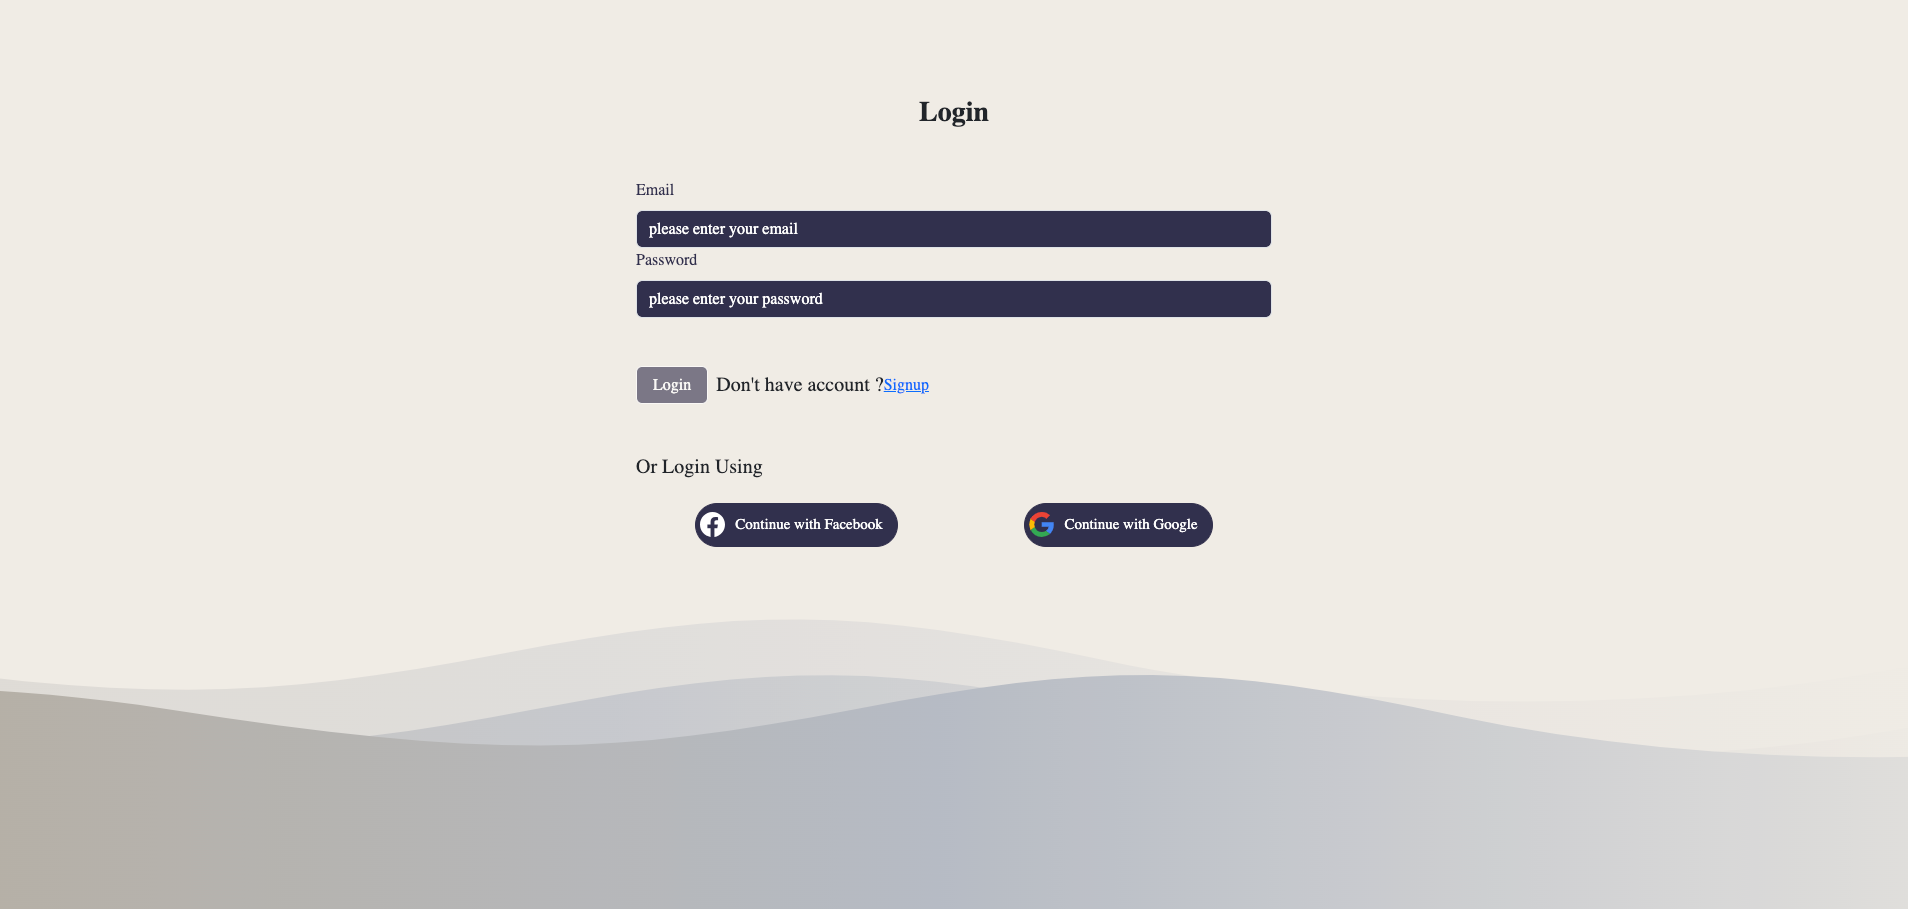 Login
Email
please enter your email
Password
please enter your password
Login Don't have account ?Signup
Or Login Using
Continue with Facebook Continue with Google